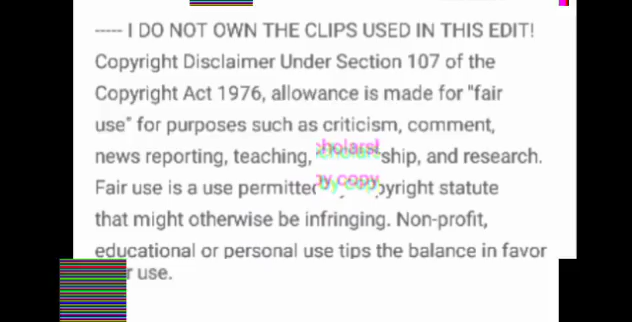 ----- I DO NOT OWN THE CLIPS USED IN THIS EDIT!
Copyright Disclaimer Under Section 107 of the
Copyright Act 1976, allowance is made for "fair
use" for purposes such as criticism, comment,
news reporting, teaching, scholarship, and research.
Fair use is a use permitted by copyright statute
that might otherwise be infringing. Non-profit,
educational or personal use tips the balance in favor
use.